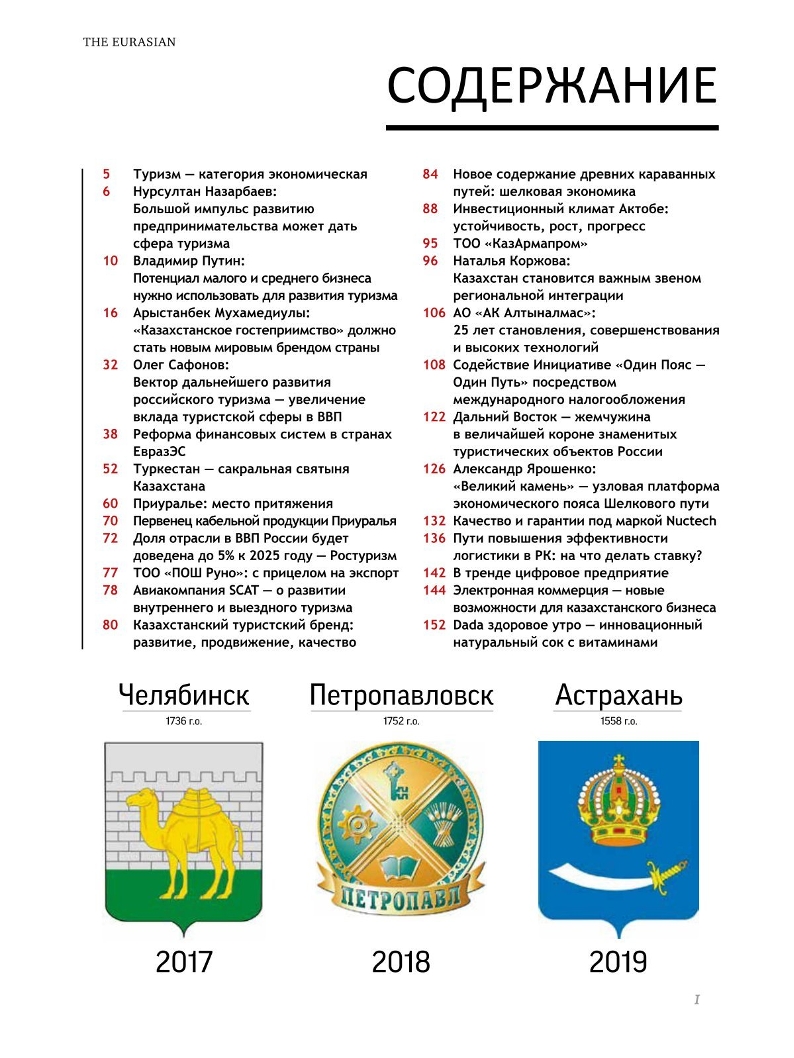 THE EURASIAN
СОДЕРЖАНИЕ
5 Туризм — категория экономическая
6 Нурсултан Назарбаев:
Большой импульс развитию
предпринимательства может дать
сфера туризма
10 Владимир Путин:
Потенциал малого и среднего бизнеса
нужно использовать для развития туризма
16 Арыстанбек Мухамедиулы:
«Казахстанское гостеприимство» должно
стать новым мировым брендом страны
32 Олег Сафонов:
Вектор дальнейшего развития
российского туризма — увеличение
вклада туристской сферы в ВВП
38 Реформа финансовых систем в странах
ЕвразЭС
52 Туркестан — сакральная святыня
Казахстана
60 Приуралье: место притяжения
70 Первенец кабельной продукции Приуралья
72 Доля отрасли в ВВП России будет
доведена до 5% к 2025 году — Ростуризм
77 ТОО «ПОШ Руно»: с прицелом на экспорт
78 Авиакомпания SCAT — о развитии
внутреннего и выездного туризма
80 Казахстанский туристский бренд:
развитие, продвижение, качество
84 Новое содержание древних караванных
путей: шелковая экономика
88 Инвестиционный климат Актобе:
устойчивость, рост, прогресс
95 ТОО «КазАрмапром»
96 Наталья Коржова:
Казахстан становится важным звеном
региональной интеграции
106 АО «АК Алтыналмас»:
25 лет становления, совершенствования
и высоких технологий
108 Содействие Инициативе «Один Пояс —
Один Путь» посредством
международного налогообложения
122 Дальний Восток — жемчужина
в величайшей короне знаменитых
туристических объектов России
126 Александр Ярошенко:
«Великий камень» — узловая платформа
экономического пояса Шелкового пути
132 Качество и гарантии под маркой Nuctech
136 Пути повышения эффективности
логистики в РК: на что делать ставку?
142 В тренде цифровое предприятие
144 Электронная коммерция — новые
возможности для казахстанского бизнеса
152 Dada здоровое утро — инновационный
натуральный сок с витаминами
Челябинск
1736 г.о.
2017
Петропавловск
1752 г.о.
ПЕТРОПАВЛ
2018
Астрахань
1558 г.о.
2019
I